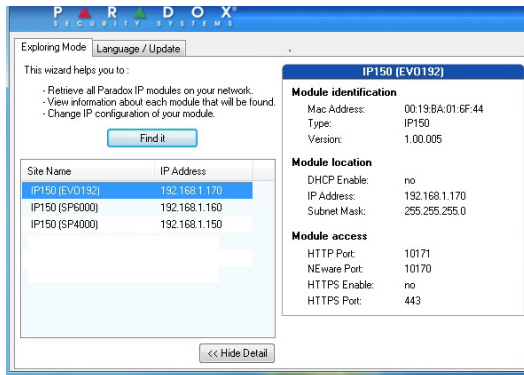 PARADOX
SECURITY SYSTEMS
Exploring Mode
Language / Update
This wizard helps you to :
- Retrieve all Paradox IP modules on your network.
- View information about each module that will be found.
- Change IP configuration of your module.
Find it
Site Name IP Address
IP150 (EVO192) 192.168.1.170
IP150 (SP6000) 192.168.1.160
IP150 (SP4000) 192.168.1.150
<< Hide Detail
IP150 (EVO192)
Module identification
Mac Address: 00:19:BA:01:6F:44
Type: IP150
Version: 1.00.005
Module location
DHCP Enable: no
IP Address: 192.168.1.170
Subnet Mask: 255.255.255.0
Module access
HTTP Port: 10171
NEware Port: 10170
HTTPS Enable: no
HTTPS Port: 443